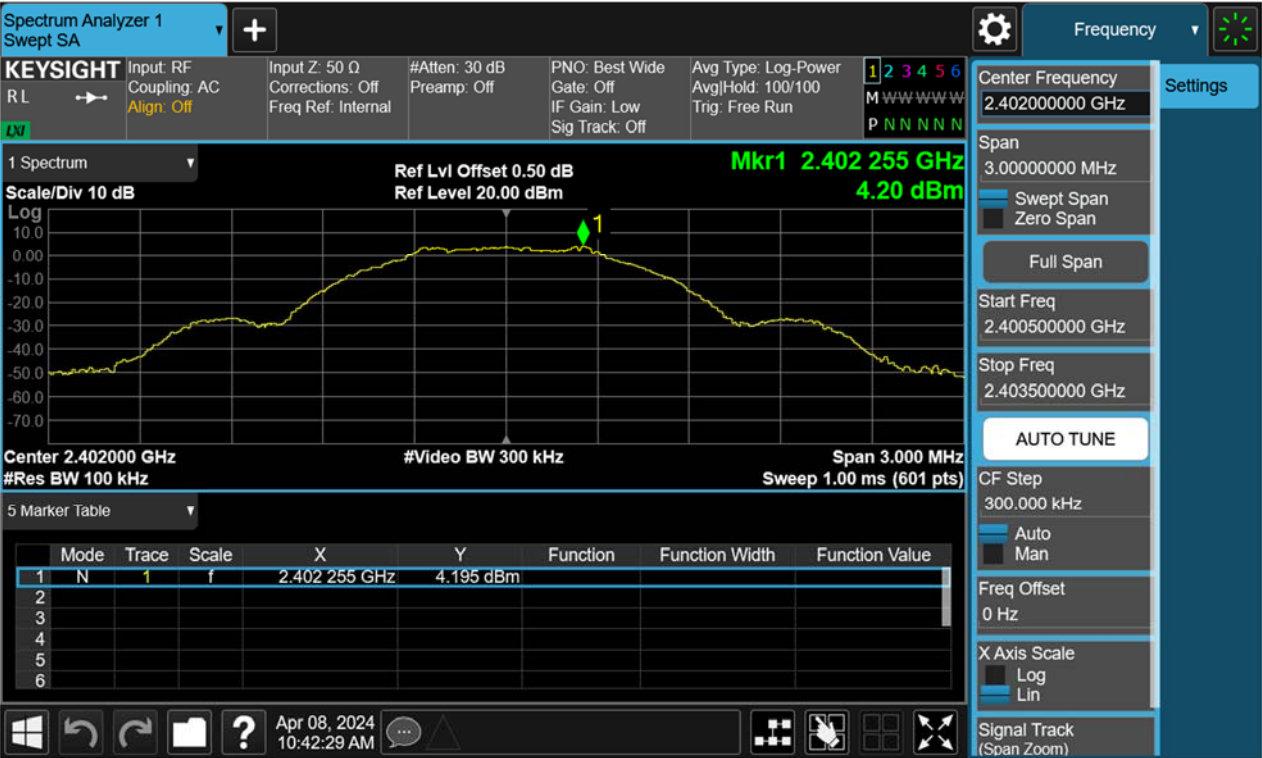 Spectrum Analyzer 1
Swept SA
Frequency
KEYSIGHT
RL
LXI
Input: RF
Coupling: AC
Align: Off
Input Z: 50 Ω
Corrections: Off
Freq Ref: Internal
#Atten: 30 dB
Preamp: Off
PNO: Best Wide
Gate: Off
IF Gain: Low
Sig Track: Off
Avg Type: Log-Power
Avg|Hold: 100/100
Trig: Free Run
1 2 3 4 5 6
M W W W W W
P N N N N N
Center Frequency
2.402000000 GHz
Settings
Span
3.00000000 MHz
Swept Span
Zero Span
Full Span
Start Freq
2.400500000 GHz
Stop Freq
2.403500000 GHz
AUTO TUNE
CF Step
300.000 kHz
Auto
Man
Freq Offset
0 Hz
X Axis Scale
Log
Lin
Signal Track
(Span Zoom)
1 Spectrum
Scale/Div 10 dB
Ref Lvl Offset 0.50 dB
Ref Level 20.00 dBm
Mkr1 2.402 255 GHz
4.20 dBm
Log
1
10.0
0.00
-10.0
-20.0
-30.0
-40.0
-50.0
-60.0
-70.0
Center 2.402000 GHz
#Video BW 300 kHz
Span 3.000 MHz
#Res BW 100 kHz
Sweep 1.00 ms (601 pts)
5 Marker Table
Mode Trace Scale X Y Function Function Width Function Value
1 N 1 f 2.402 255 GHz 4.195 dBm
2
3
4
5
6
?
Apr 08, 2024
10:42:29 AM